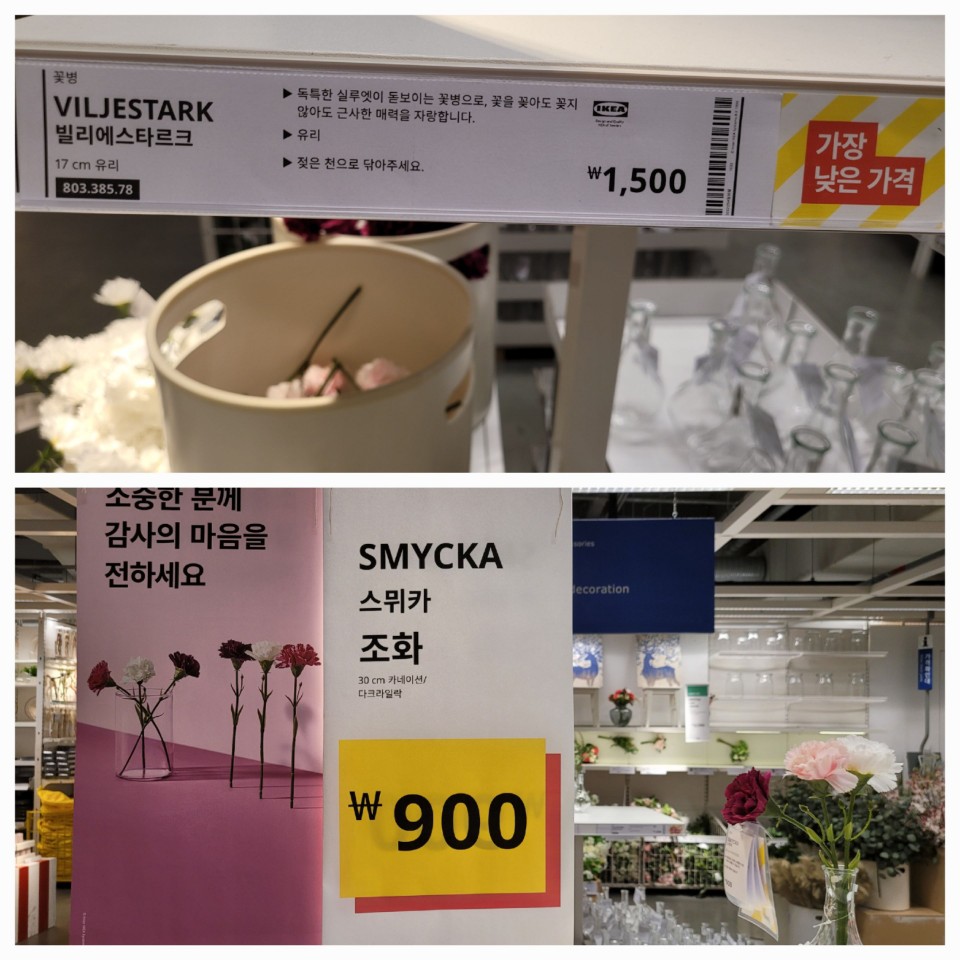 꽃병
VILJESTARK
빌리에스타르크
17 cm 유리
803.385.78
▶ 독특한 실루엣이 돋보이는 꽃병으로, 꽃을 꽂아도 꽂지
않아도 근사한 매력을 자랑합니다.
▶ 유리
▶ 젖은 천으로 닦아주세요.
IKEA
₩1,500
가장
낮은 가격
소중한 분께
감사의 마음을
전하세요
SMYCKA
스뮈카
조화
30 cm 카네이션/
다크라일락
₩900
decoration